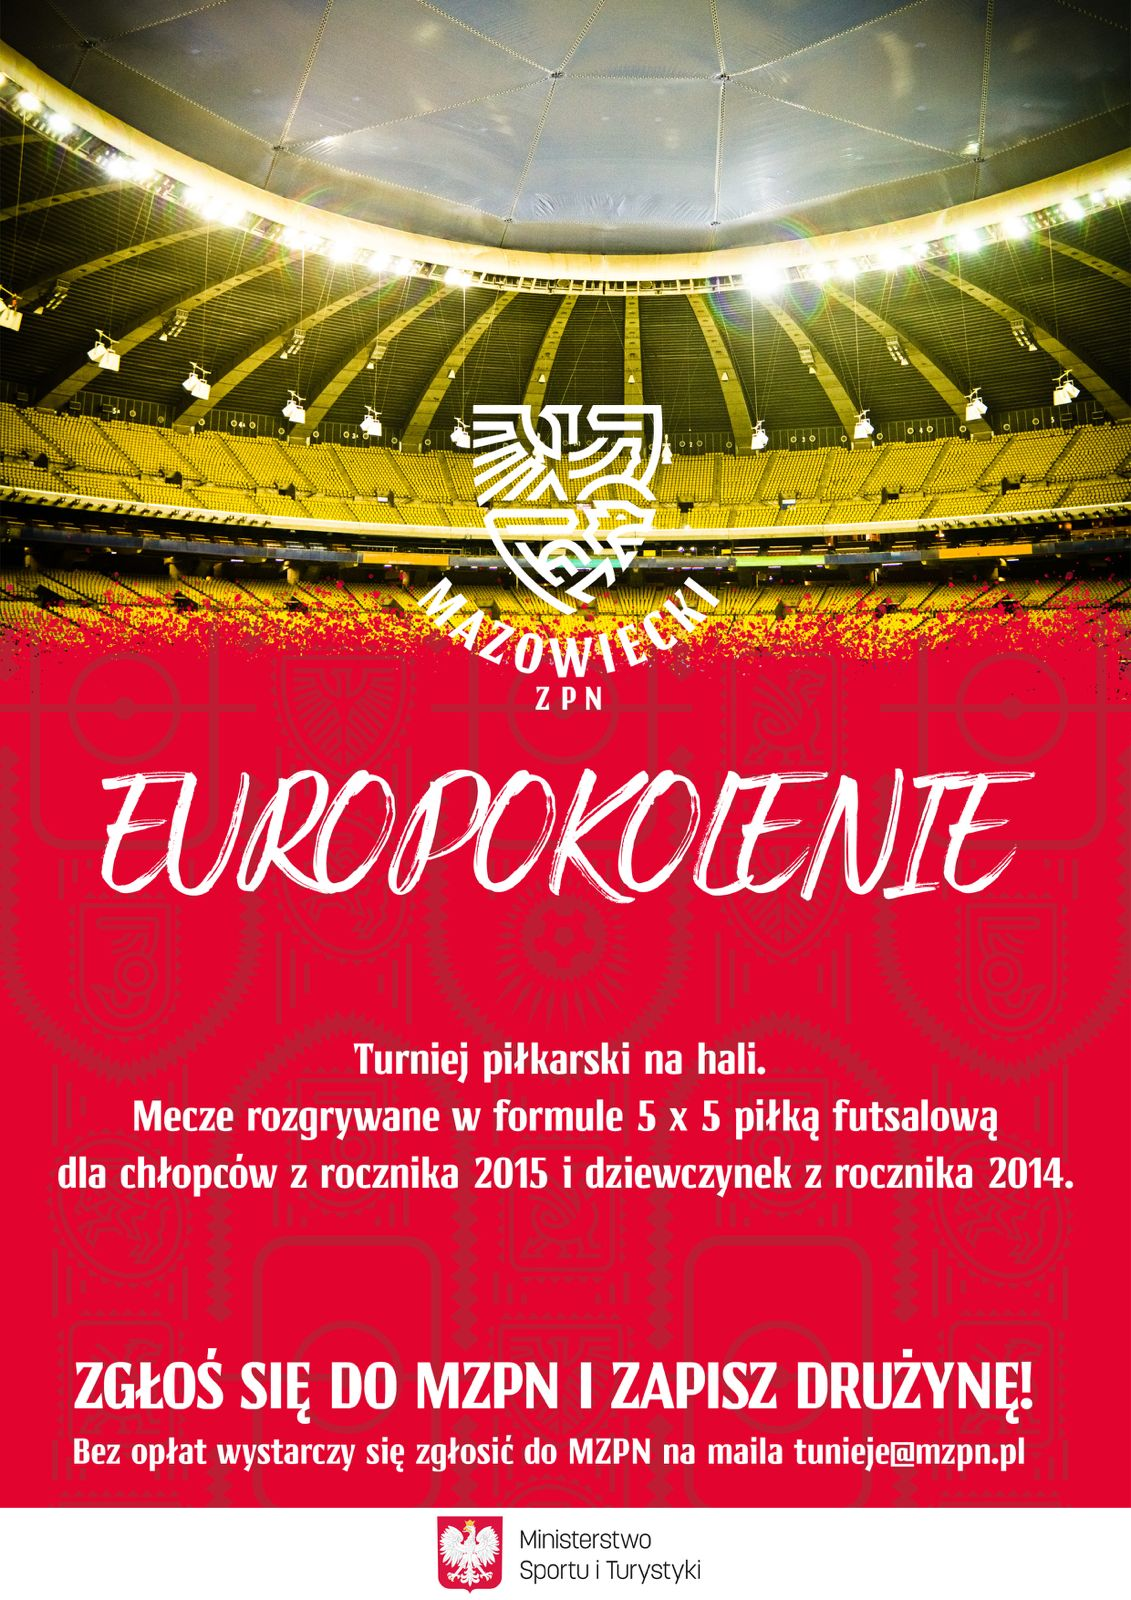 MAZOWIECKI
ZPN
EUROPOKOLENIE
Turniej piłkarski na hali.
Mecze rozgrywane w formule 5 x 5 piłką futsalową
dla chłopców z rocznika 2015 i dziewczynek z rocznika 2014.
ZGŁOŚ SIĘ DO MZPN I ZAPISZ DRUŻYNĘ!
Bez opłat wystarczy się zgłosić do MZPN na maila tunieje@mzpn.pl
Ministerstwo
Sportu i Turystyki